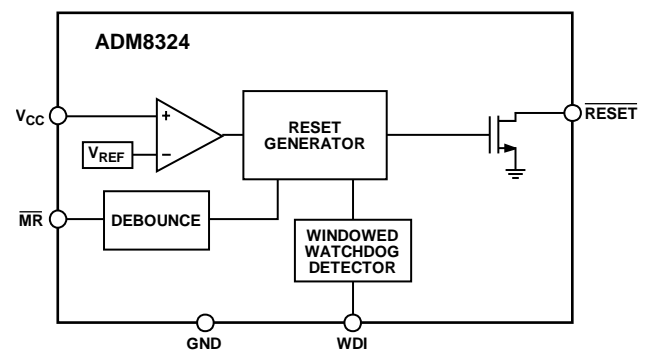 ADM8324
VCC
+
VREF
−
RESET
GENERATOR
RESET
MR
DEBOUNCE
WINDOWED
WATCHDOG
DETECTOR
GND
WDI